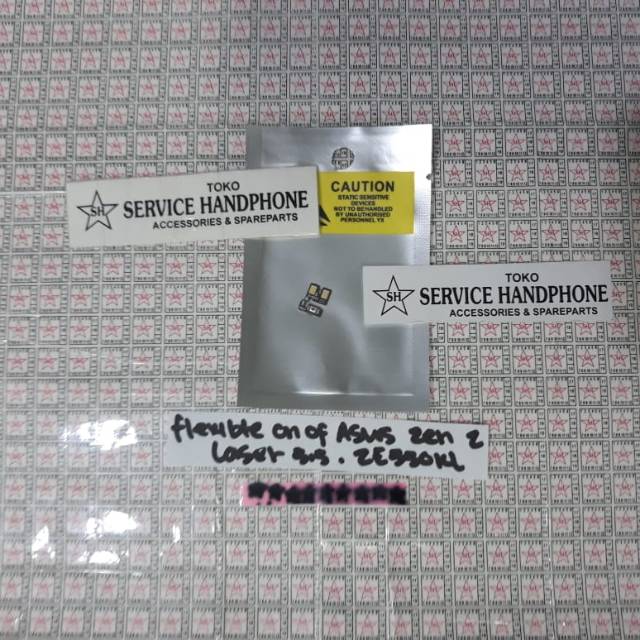 TOKO
SH SERVICE HANDPHONE
ACCESSORIES & SPAREPARTS
CAUTION
STATIC SENSITIVE
DEVICES
NOT TO BE HANDLED
BY UNAUTHORISED
PERSONNEL YX
TOKO
SH SERVICE HANDPHONE
ACCESSORIES & SPAREPARTS
flexible on of Asus zen 2
Laser 5.5 . ZE550KL